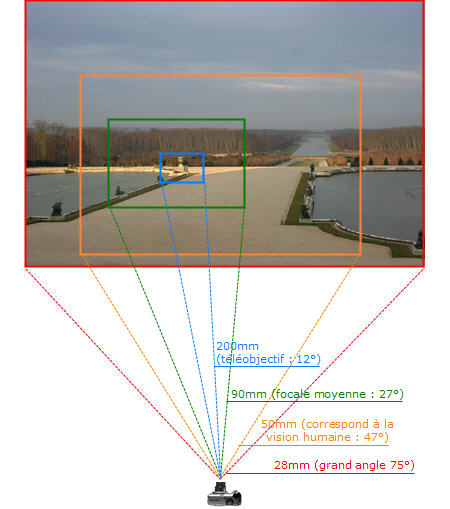 200mm
(téléobjectif : 12°)
90mm (focale moyenne : 27°)
50mm (correspond à la
vision humaine : 47°)
28mm (grand angle 75°)